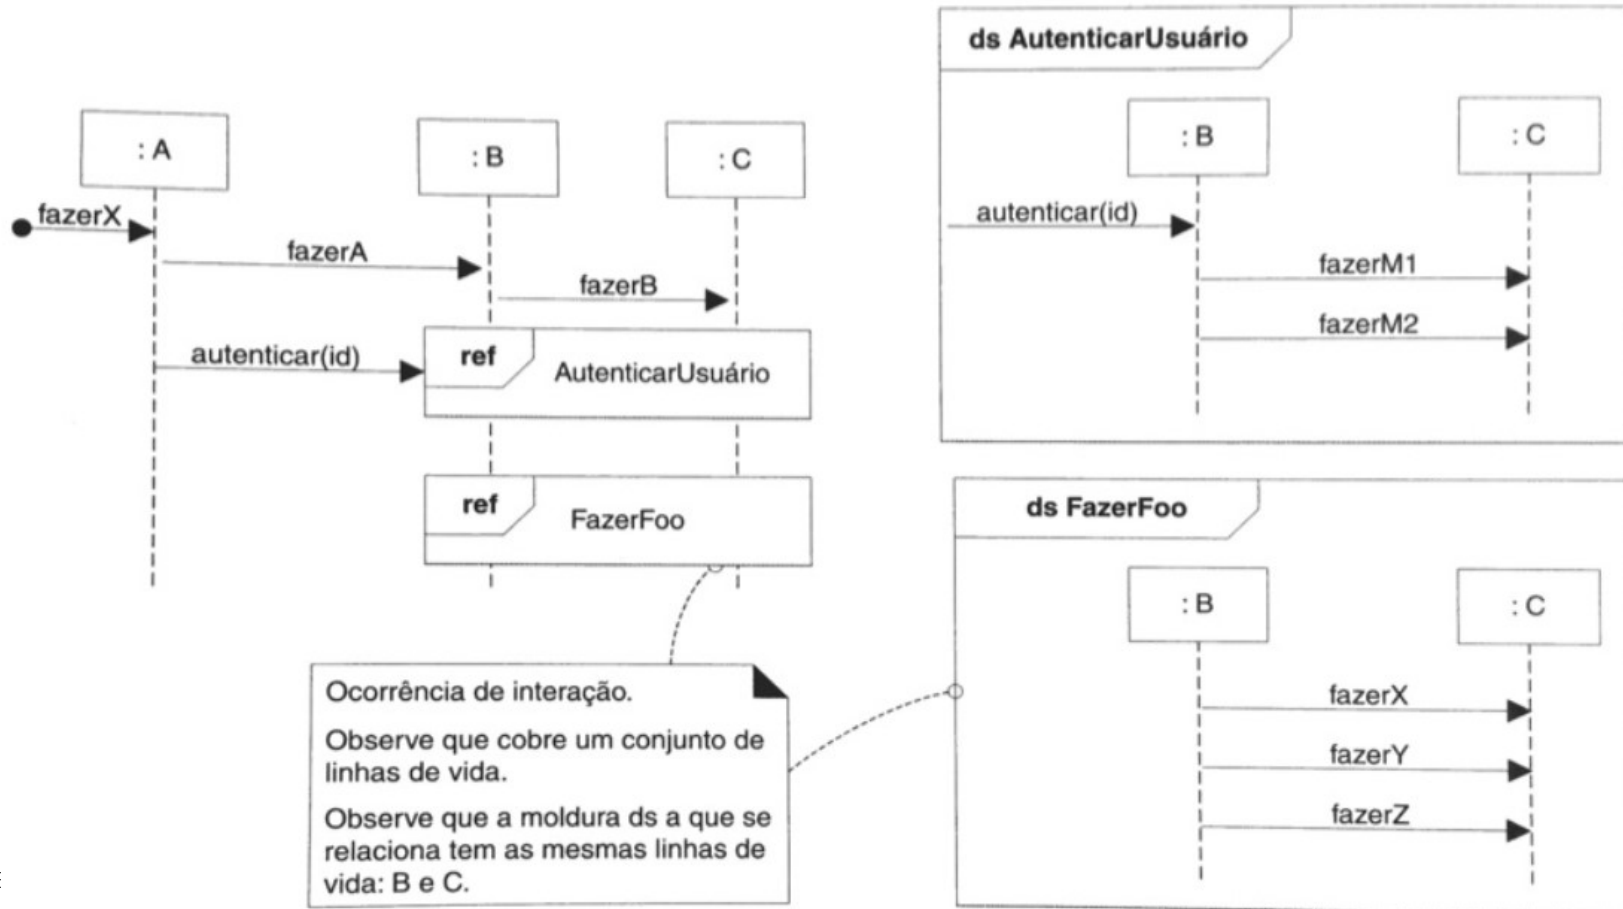 : A
: B
: C
fazerX
fazerA
fazerB
autenticar(id)
ref
AutenticarUsuário
ref
FazerFoo
Ocorrência de interação.
Observe que cobre um conjunto de
linhas de vida.
Observe que a moldura ds a que se
relaciona tem as mesmas linhas de
vida: B e C.
ds AutenticarUsuário
: B
: C
autenticar(id)
fazerM1
fazerM2
ds FazerFoo
: B
: C
fazerX
fazerY
fazerZ